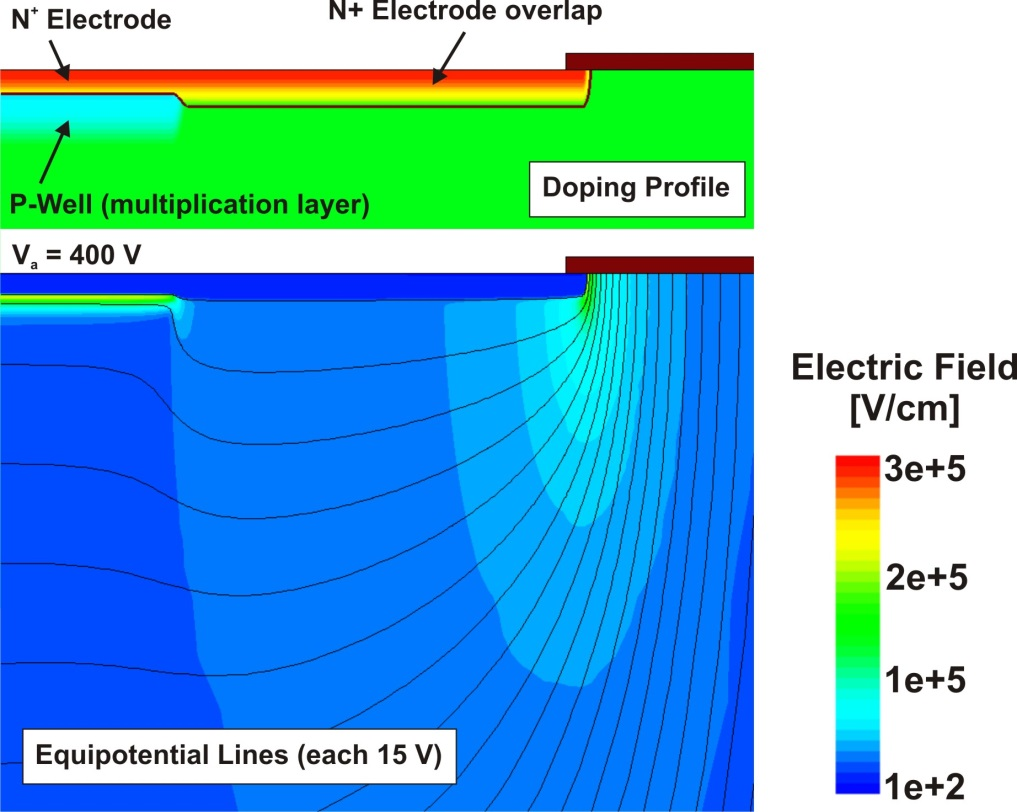 N⁺ Electrode
N+ Electrode overlap
P-Well (multiplication layer)
Doping Profile
Vₐ = 400 V
Electric Field
[V/cm]
3e+5
2e+5
1e+5
1e+2
Equipotential Lines (each 15 V)